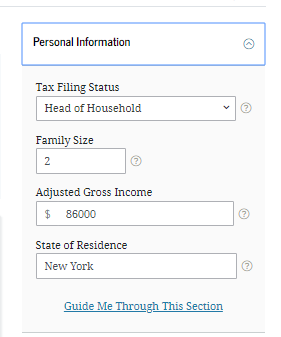 Personal Information
Tax Filing Status
Head of Household
?
Family Size
2
?
Adjusted Gross Income
$ 86000
?
State of Residence
New York
?
Guide Me Through This Section